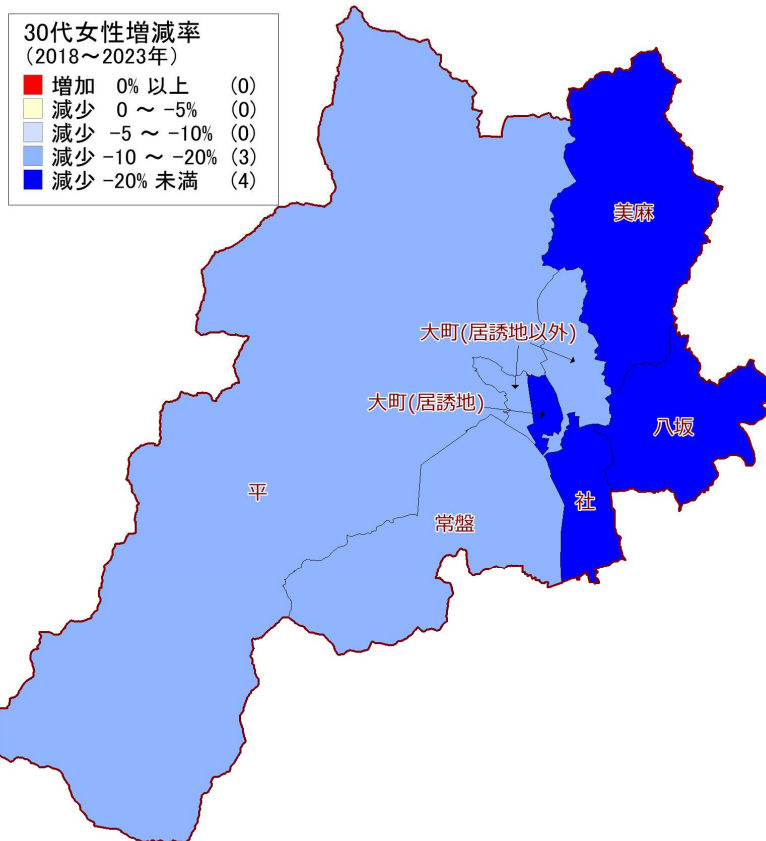 30代女性増減率
(2018～2023年)
増加 0% 以上 (0)
減少 0 ～ -5% (0)
減少 -5 ～ -10% (0)
減少 -10 ～ -20% (3)
減少 -20% 未満 (4)
美麻
大町(居誘地以外)
大町(居誘地)
八坂
平
社
常盤